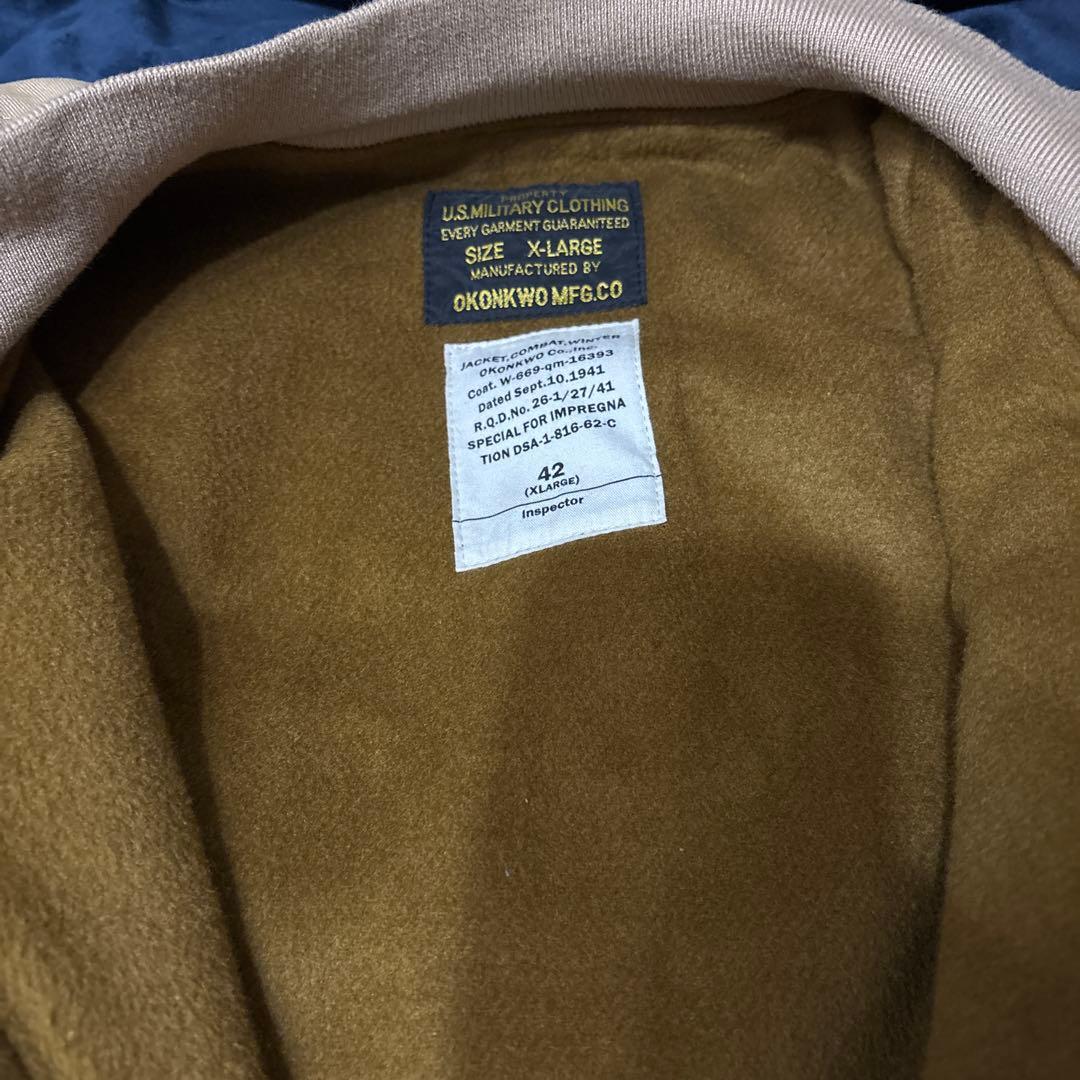 PROPERTY
U.S.MILITARY CLOTHING
EVERY GARMENT GUARANTEED
SIZE X-LARGE
MANUFACTURED BY
OKONKWO MFG.CO
JACKET,COMBAT,WINTER
OKONKWO Co.,Inc.
Coat. W-669-qm-16393
Dated Sept.10.1941
R.Q.D.No. 26-1/27/41
SPECIAL FOR IMPREGNA
TION DSA-1-816-62-C
42
(XLARGE)
Inspector